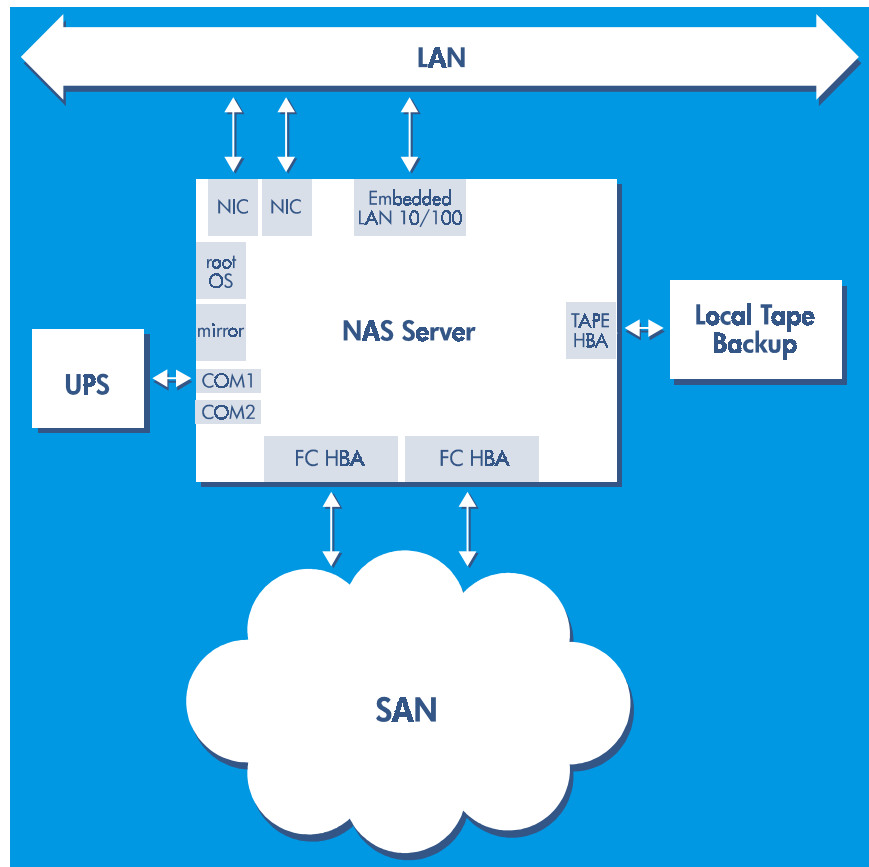 LAN
NIC
NIC
Embedded
LAN 10/100
root
OS
mirror
NAS Server
TAPE
HBA
Local Tape
Backup
UPS
COM1
COM2
FC HBA
FC HBA
SAN